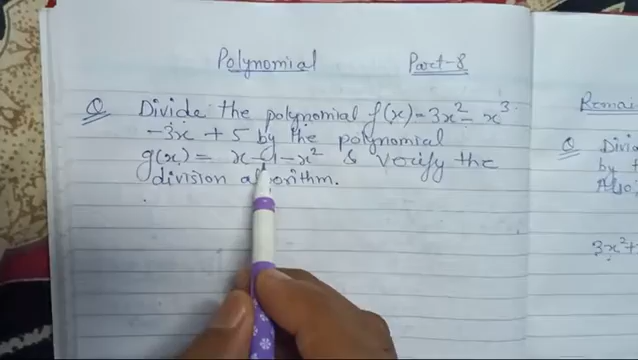 Polynomial Part-8
Q Divide the polynomial f(x) = 3x² - x³
-3x + 5 by the polynomial
g(x) = x - 1 - x² & verify the
division algorithm.
Remai
Q Divid
by t
Also,
3x² +